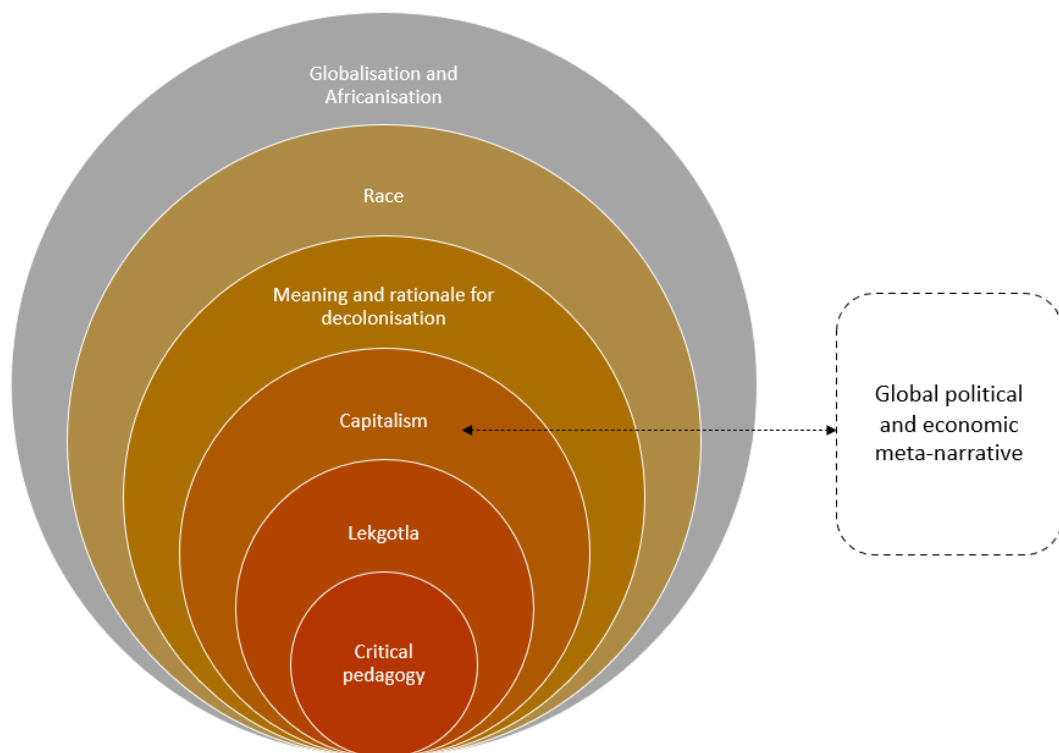 Globalisation and
Africanisation
Race
Meaning and rationale for
decolonisation
Capitalism
Lekgotla
Critical
pedagogy
Global political
and economic
meta-narrative